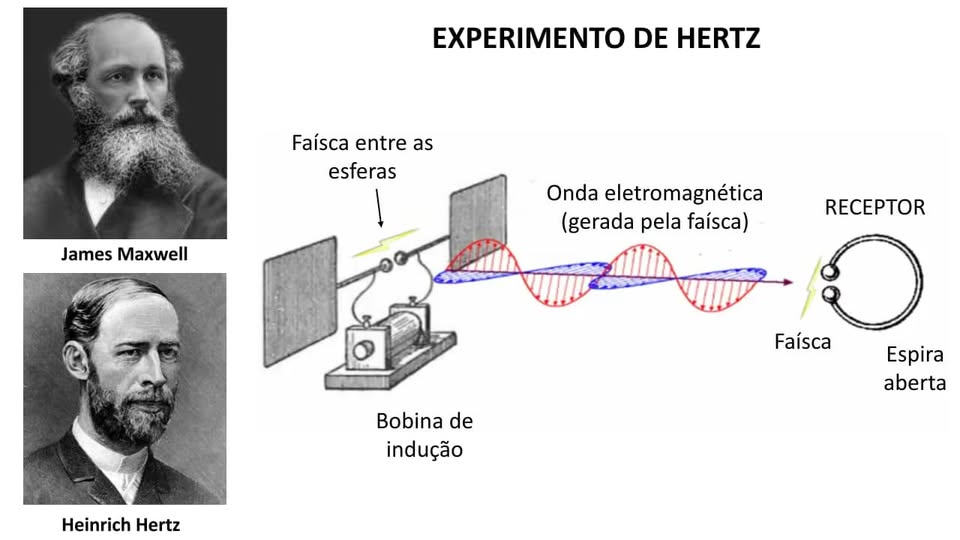 EXPERIMENTO DE HERTZ
James Maxwell
Heinrich Hertz
Faísca entre as
esferas
Onda eletromagnética
(gerada pela faísca)
RECEPTOR
Faísca
Espira
aberta
Bobina de
indução